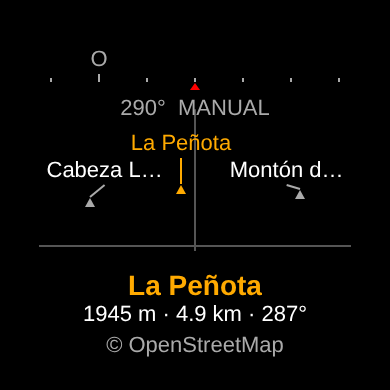 O
290° MANUAL
La Peñota
Cabeza L… Montón d…
La Peñota
1945 m · 4.9 km · 287°
© OpenStreetMap